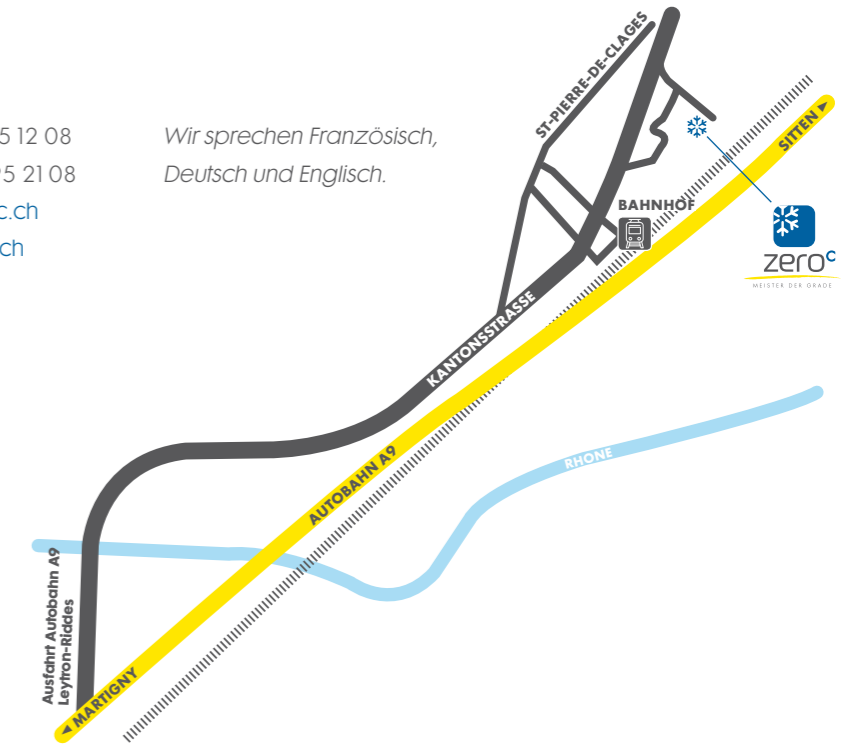 5 12 08
5 21 08
c.ch
ch
Wir sprechen Französisch,
Deutsch und Englisch.
ST-PIERRE-DE-CLAGES
SITTEN
BAHNHOF
zeroc
MEISTER DER GRADE
KANTONSSTRASSE
AUTOBAHN A9
RHONE
Ausfahrt Autobahn A9
Leytron-Riddes
MARTIGNY